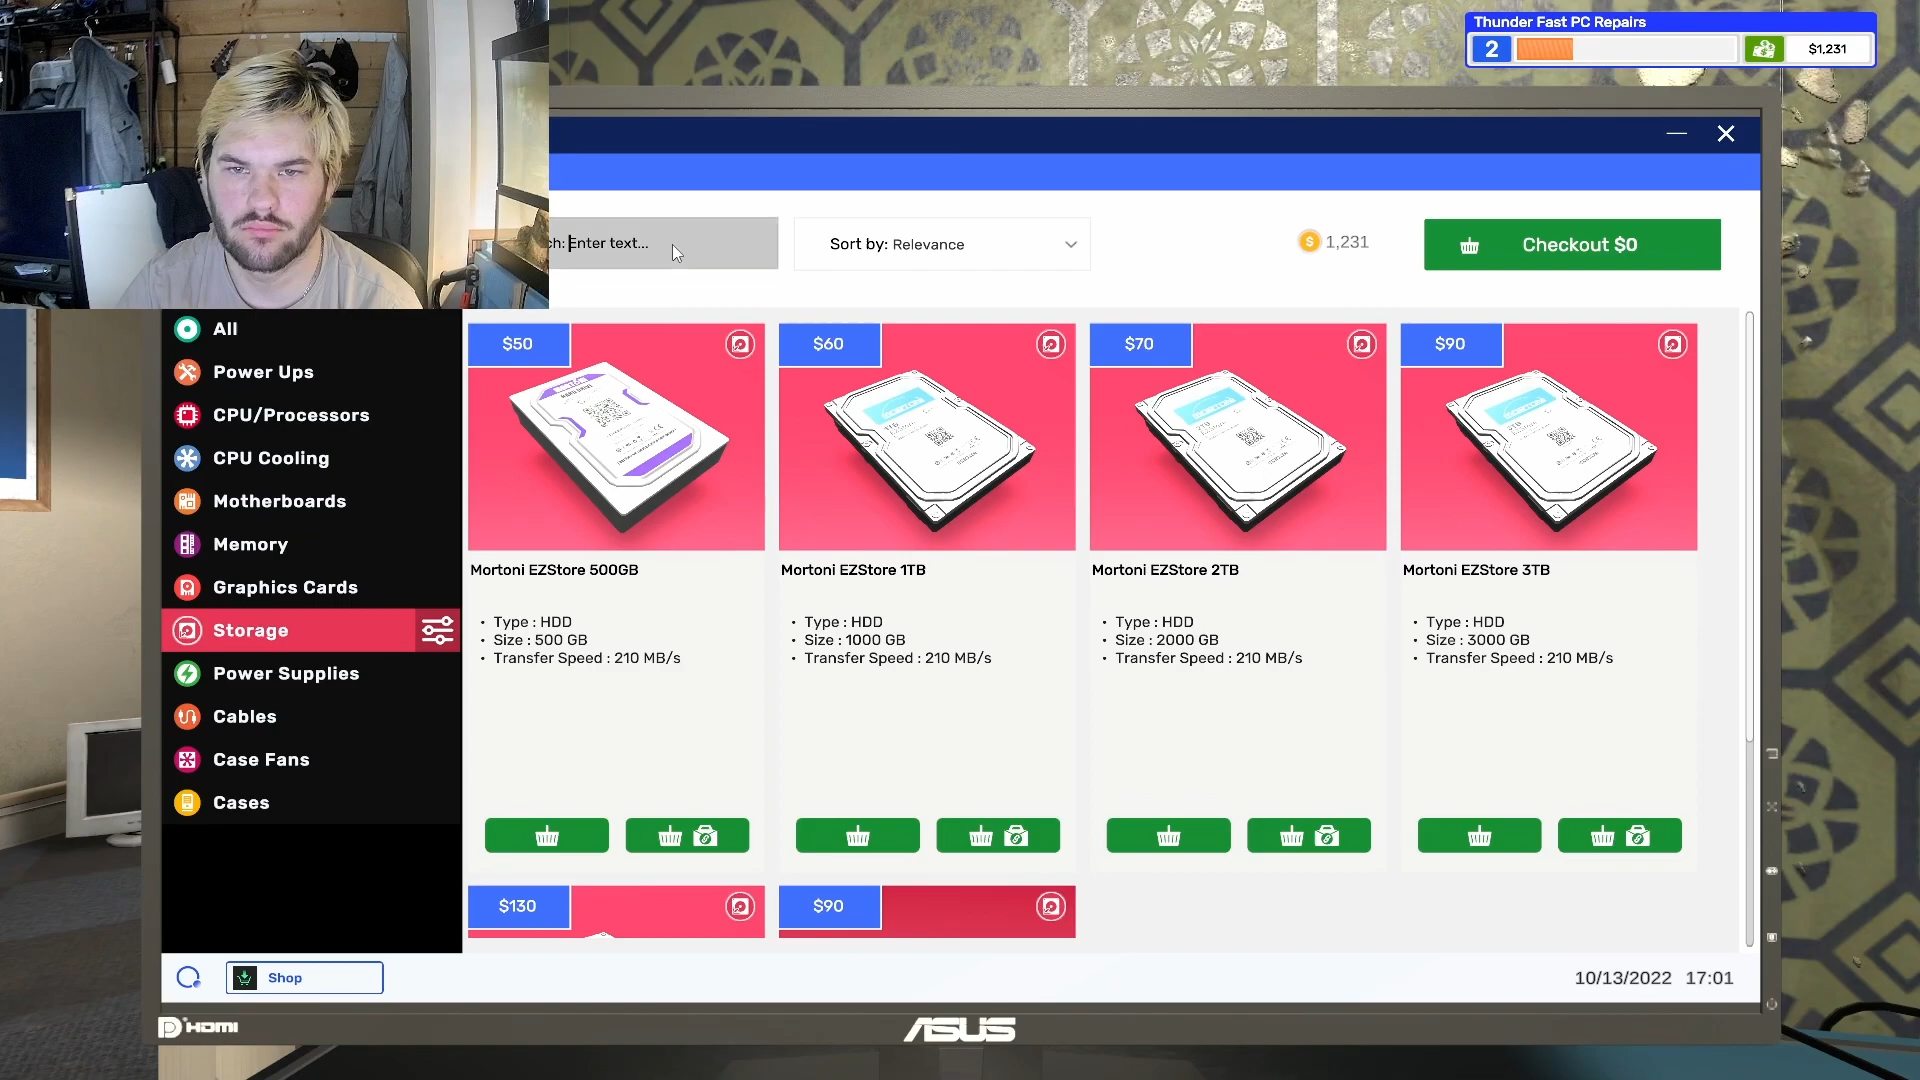 Thunder Fast PC Repairs
2
$1,231
ch: Enter text...
Sort by: Relevance
1,231
Checkout $0
All
Power Ups
CPU/Processors
CPU Cooling
Motherboards
Memory
Graphics Cards
Storage
Power Supplies
Cables
Case Fans
Cases
$50
Mortoni EZStore 500GB
• Type : HDD
• Size : 500 GB
• Transfer Speed : 210 MB/s
$60
Mortoni EZStore 1TB
• Type : HDD
• Size : 1000 GB
• Transfer Speed : 210 MB/s
$70
Mortoni EZStore 2TB
• Type : HDD
• Size : 2000 GB
• Transfer Speed : 210 MB/s
$90
Mortoni EZStore 3TB
• Type : HDD
• Size : 3000 GB
• Transfer Speed : 210 MB/s
$130
$90
Shop
10/13/2022 17:01
HDMI
ASUS